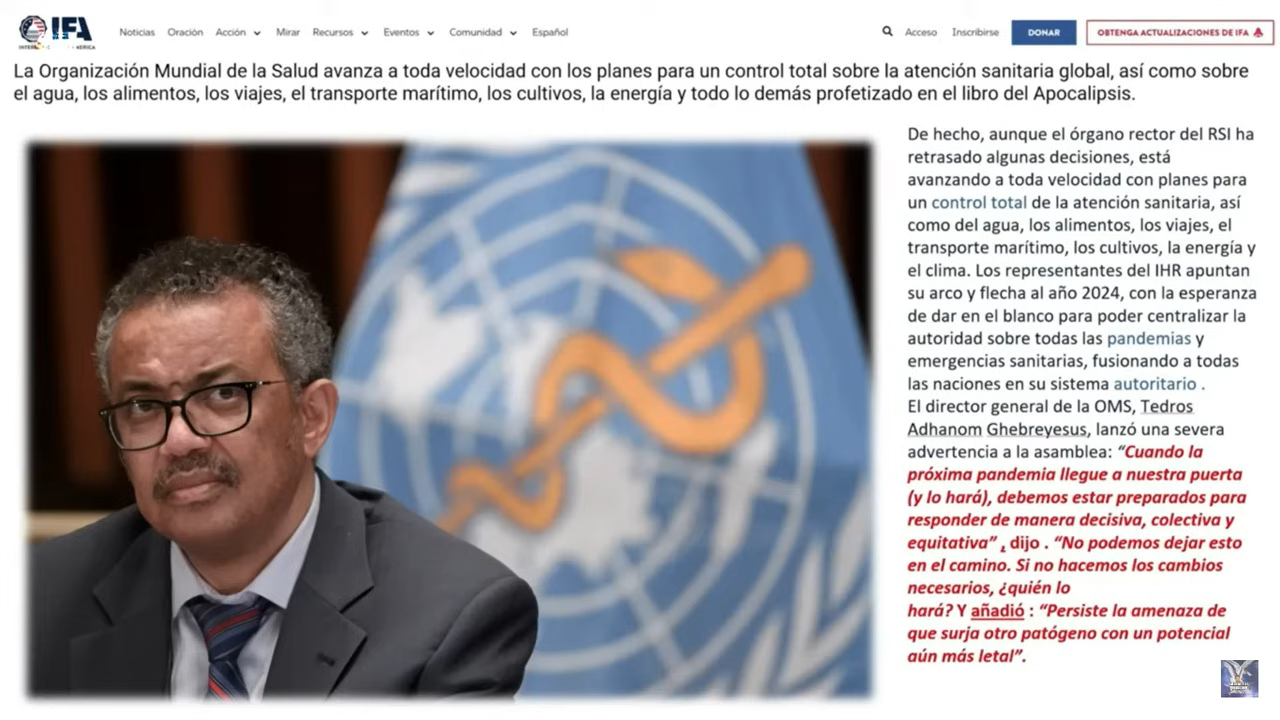 IFA
Noticias Oración Acción Mirar Recursos Eventos Comunidad Español Acceso Inscribirse DONAR OBTENGA ACTUALIZACIONES DE IFA
La Organización Mundial de la Salud avanza a toda velocidad con los planes para un control total sobre la atención sanitaria global, así como sobre
el agua, los alimentos, los viajes, el transporte marítimo, los cultivos, la energía y todo lo demás profetizado en el libro del Apocalipsis.
De hecho, aunque el órgano rector del RSI ha
retrasado algunas decisiones, está
avanzando a toda velocidad con planes para
un control total de la atención sanitaria, así
como del agua, los alimentos, los viajes, el
transporte marítimo, los cultivos, la energía y
el clima. Los representantes del IHR apuntan
su arco y flecha al año 2024, con la esperanza
de dar en el blanco para poder centralizar la
autoridad sobre todas las pandemias y
emergencias sanitarias, fusionando a todas
las naciones en su sistema autoritario .
El director general de la OMS, Tedros
Adhanom Ghebreyesus, lanzó una severa
advertencia a la asamblea: “Cuando la
próxima pandemia llegue a nuestra puerta
(y lo hará), debemos estar preparados para
responder de manera decisiva, colectiva y
equitativa” , dijo . “No podemos dejar esto
en el camino. Si no hacemos los cambios
necesarios, ¿quién lo
hará? Y añadió : “Persiste la amenaza de
que surja otro patógeno con un potencial
aún más letal”.